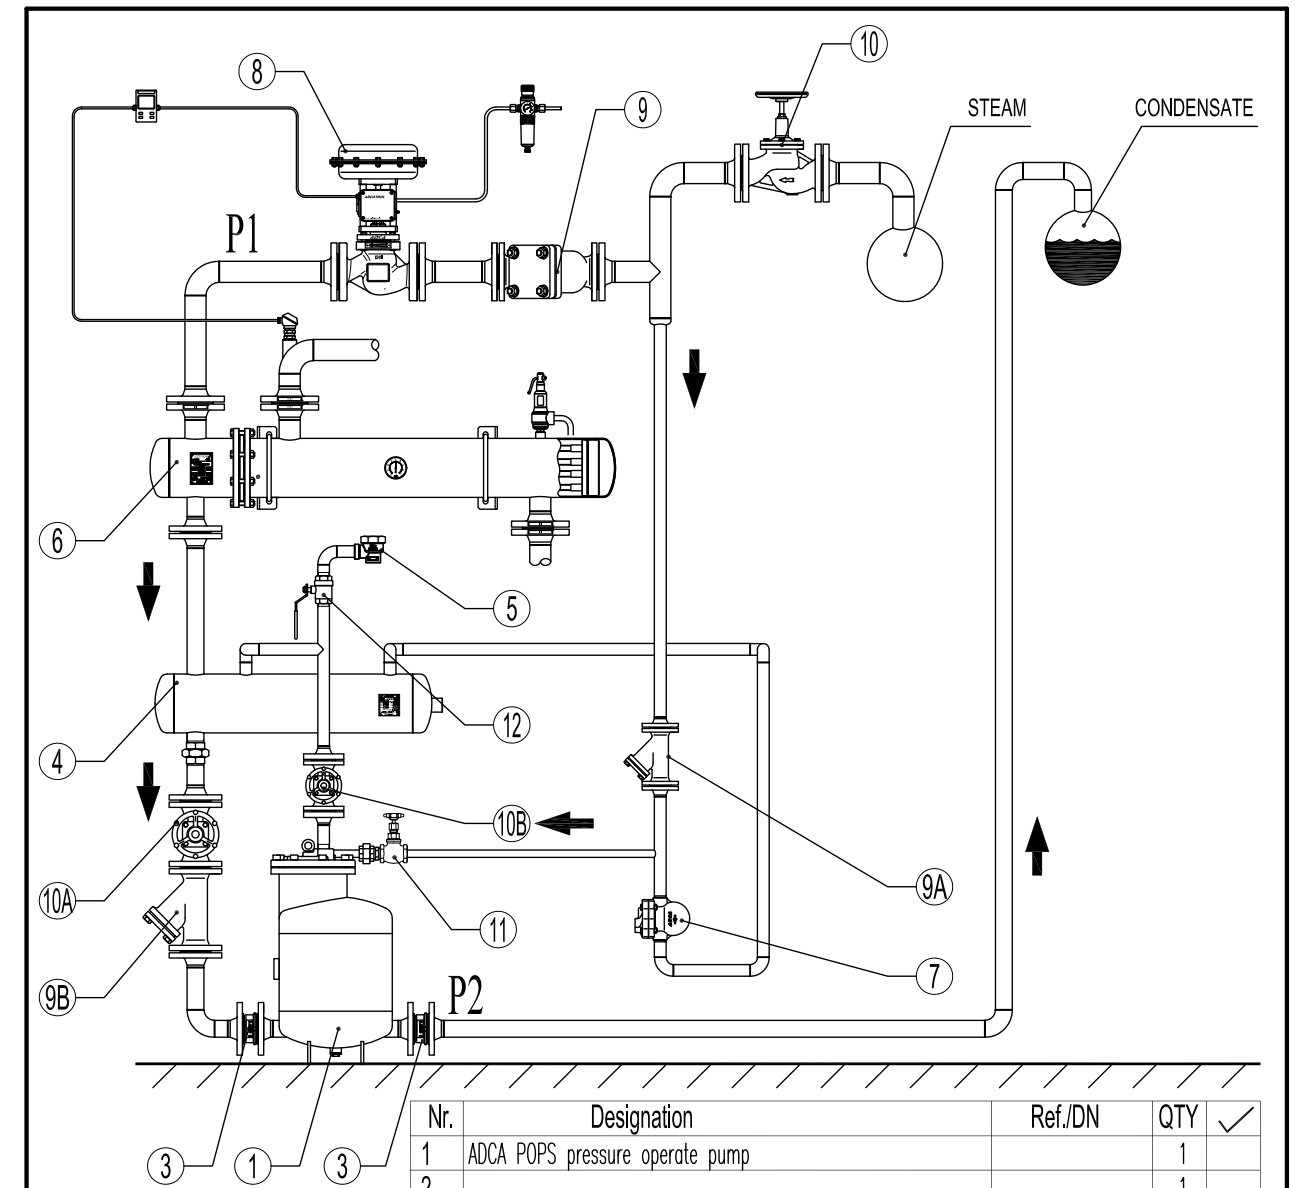 10
8
STEAM
CONDENSATE
9
P1
6
5
12
4
10B
10A
9A
11
7
9B
P2
Nr. Designation Ref./DN QTY
1 ADCA POPS pressure operate pump 1
3
1
3
2 1